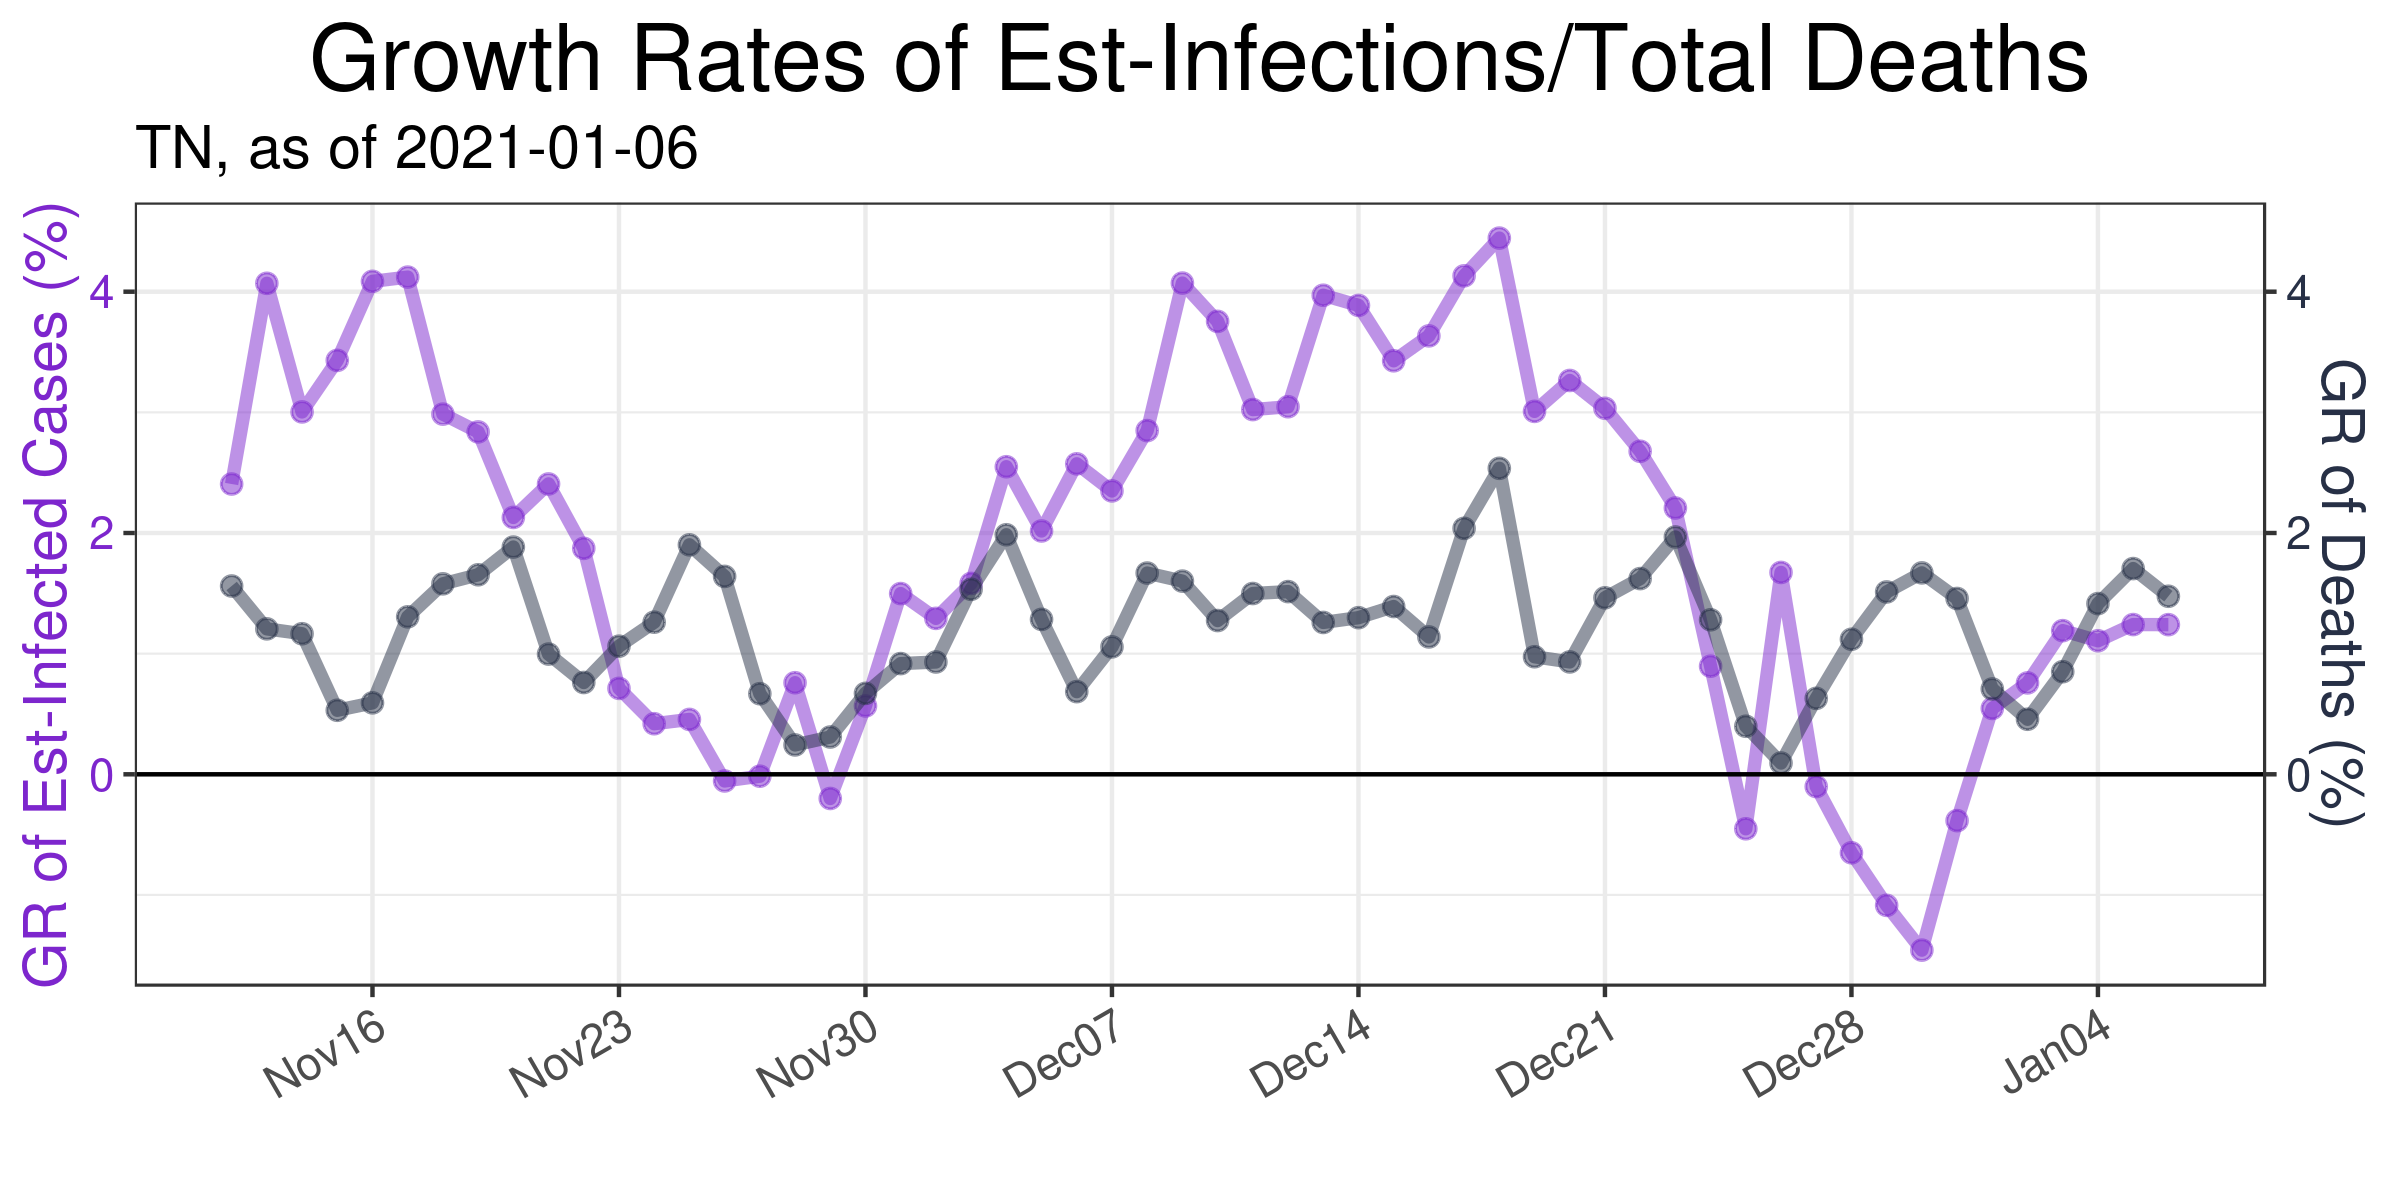 Growth Rates of Est-Infections/Total Deaths
TN, as of 2021-01-06
GR of Est-Infected Cases (%)
4
2
0
4
2
0
GR of Deaths (%)
Nov16
Nov23
Nov30
Dec07
Dec14
Dec21
Dec28
Jan04